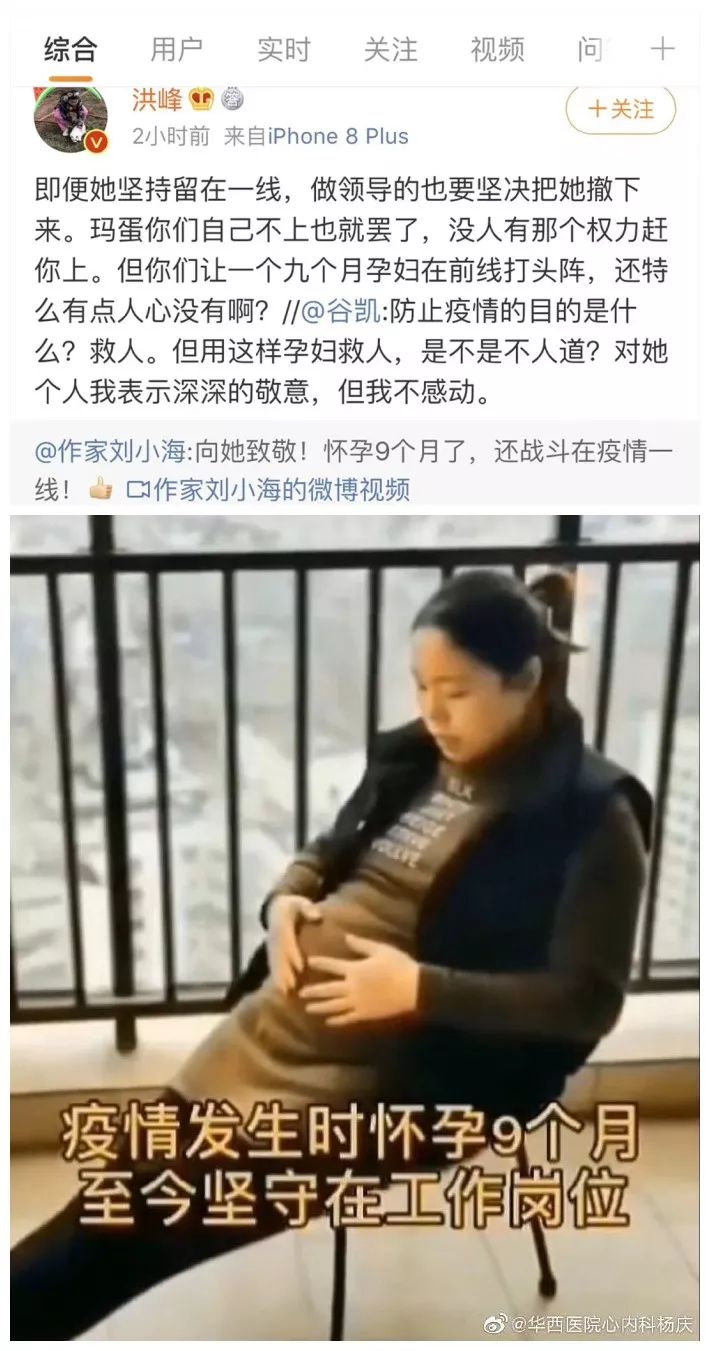 综合 用户 实时 关注 视频 问
洪峰
2小时前 来自iPhone 8 Plus
+关注
即便她坚持留在一线，做领导的也要坚决把她撤下
来。玛蛋你们自己不上也就罢了，没人有那个权力赶
你上。但你们让一个九个月孕妇在前线打头阵，还特
么有点人心没有啊？//@谷凯:防止疫情的目的是什
么？救人。但用这样孕妇救人，是不是不人道？对她
个人我表示深深的敬意，但我不感动。
@作家刘小海:向她致敬！怀孕9个月了，还战斗在疫情一
线！ 作家刘小海的微博视频
疫情发生时怀孕9个月
至今坚守在工作岗位
@华西医院心内科杨庆